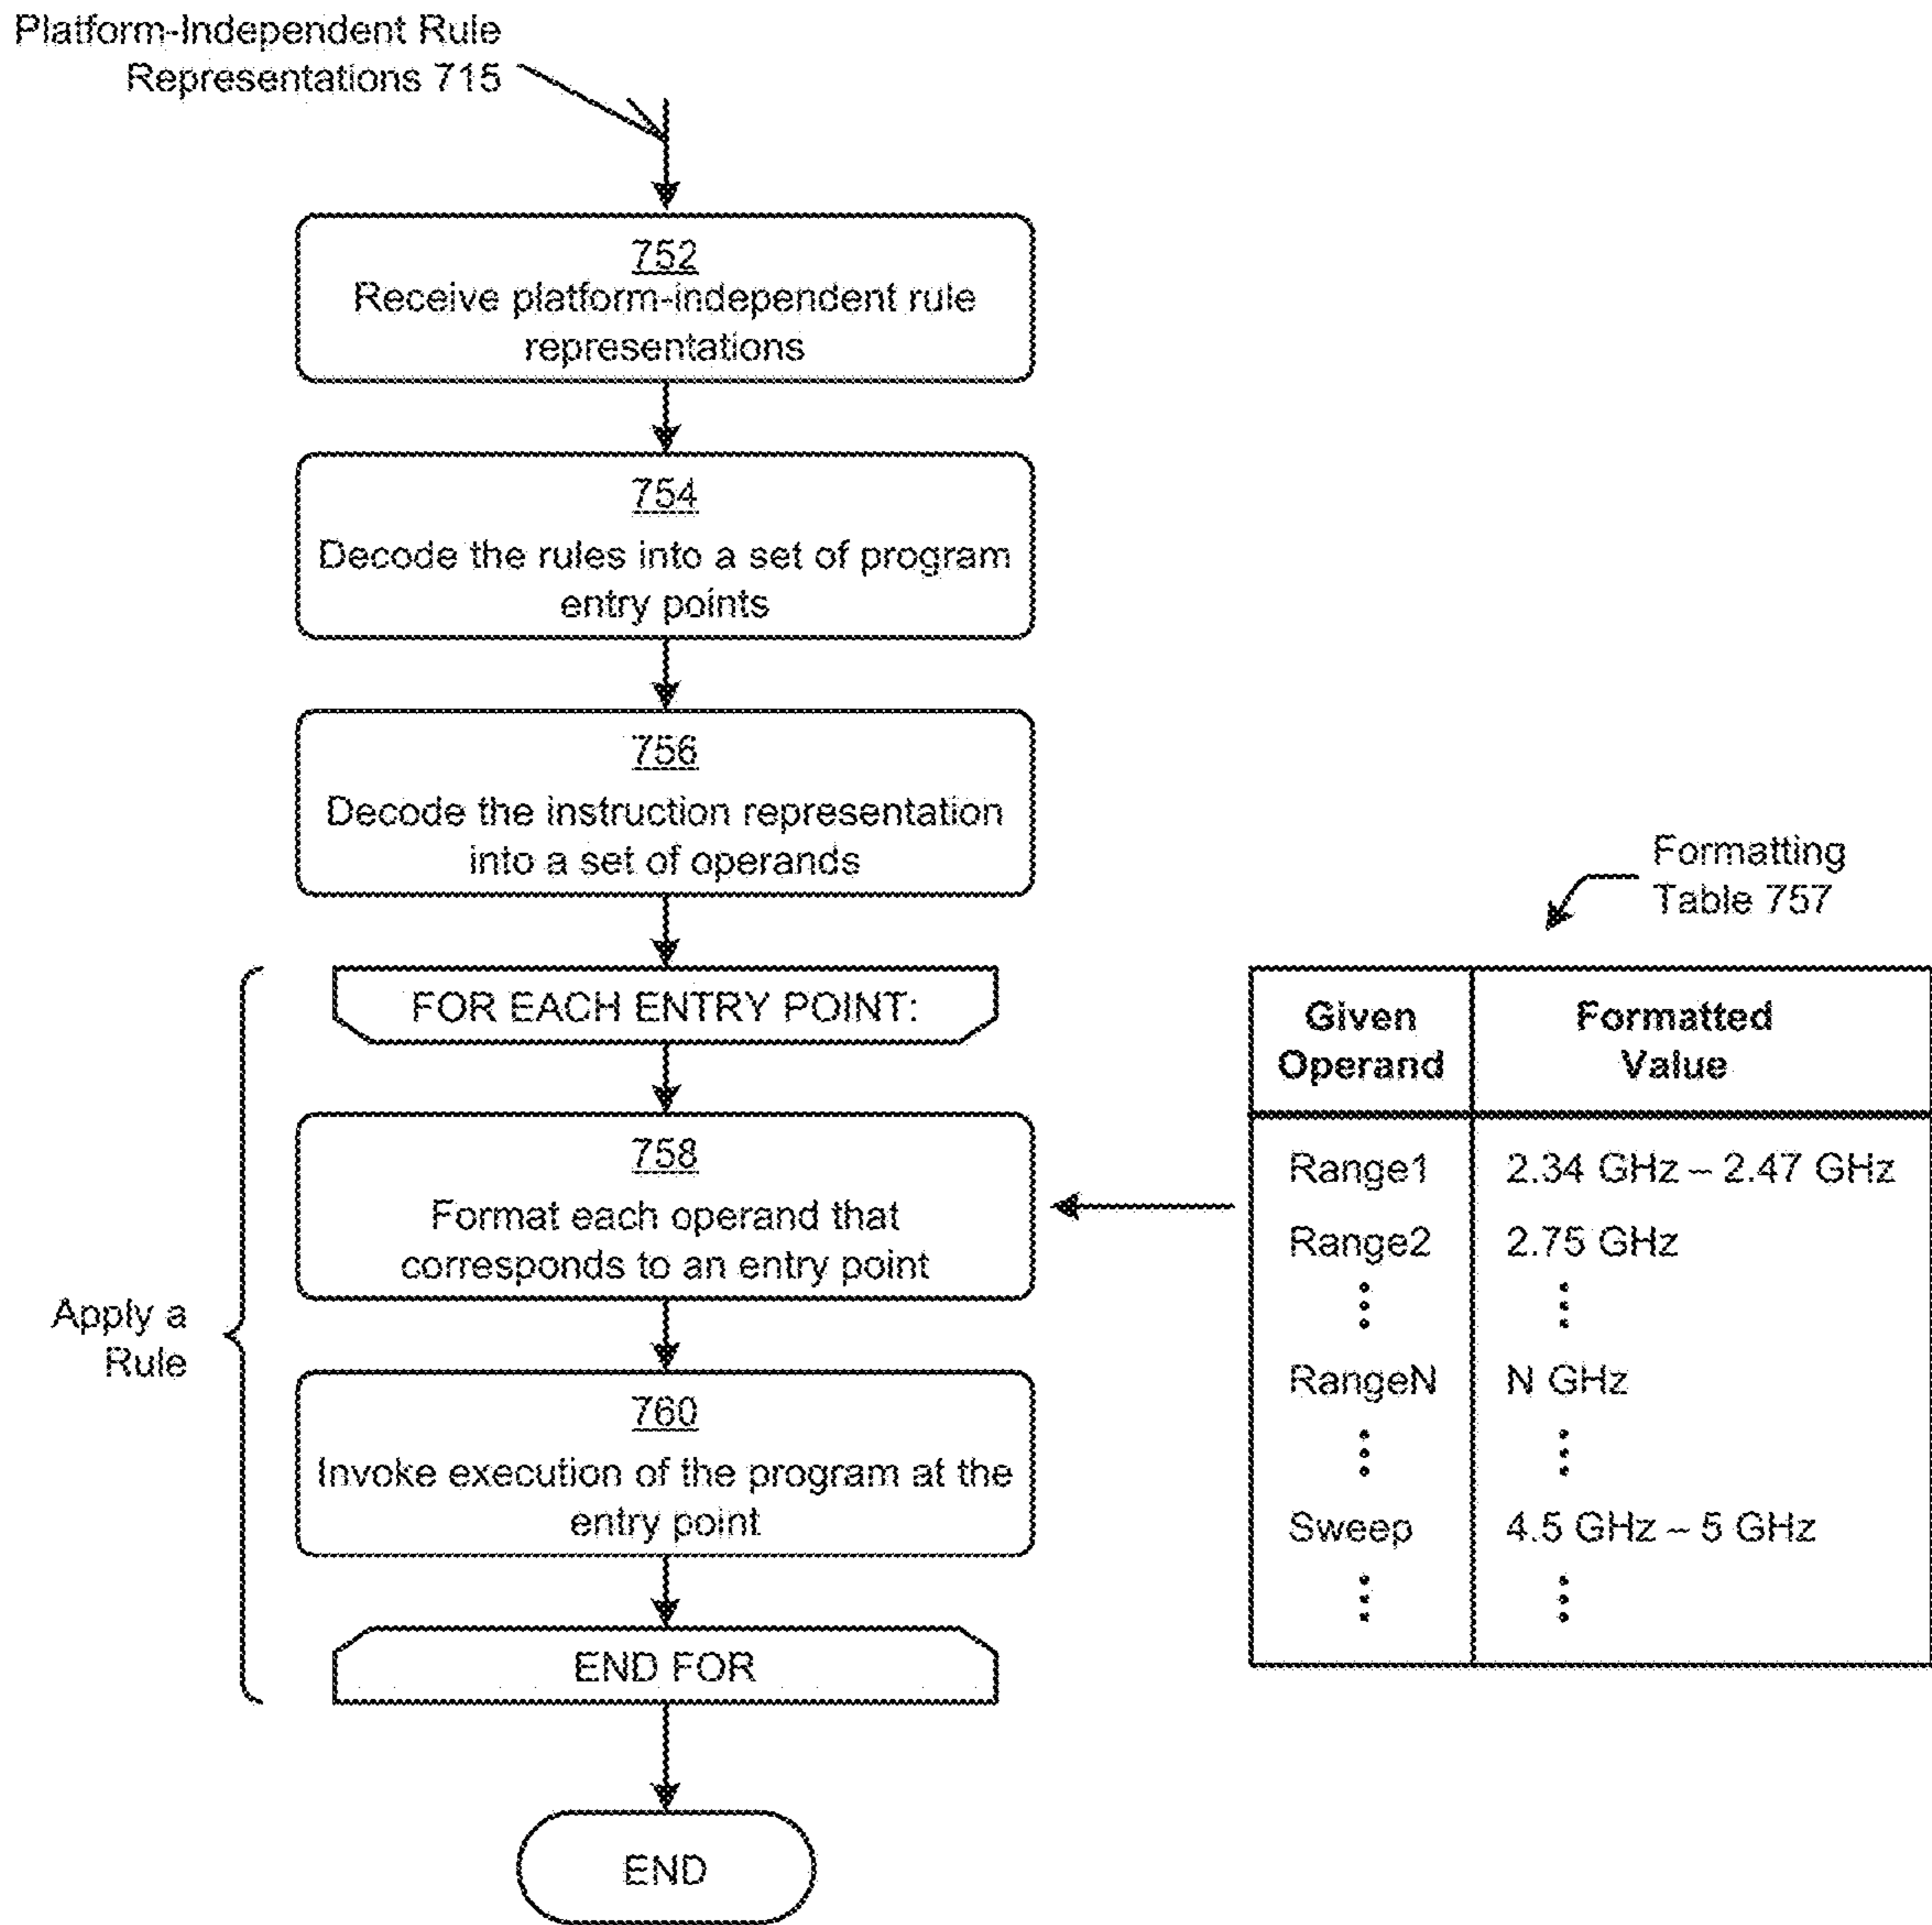 Platform-Independent Rule
Representations 715
752
Receive platform-independent rule
representations
754
Decode the rules into a set of program
entry points
756
Decode the instruction representation
into a set of operands
FOR EACH ENTRY POINT:
758
Format each operand that
corresponds to an entry point
760
Invoke execution of the program at the
entry point
END FOR
END
Apply a
Rule
Formatting
Table 757
Given
Operand
Formatted
Value
Range1 2.34 GHz – 2.47 GHz
Range2 2.75 GHz
RangeN N GHz
Sweep 4.5 GHz – 5 GHz